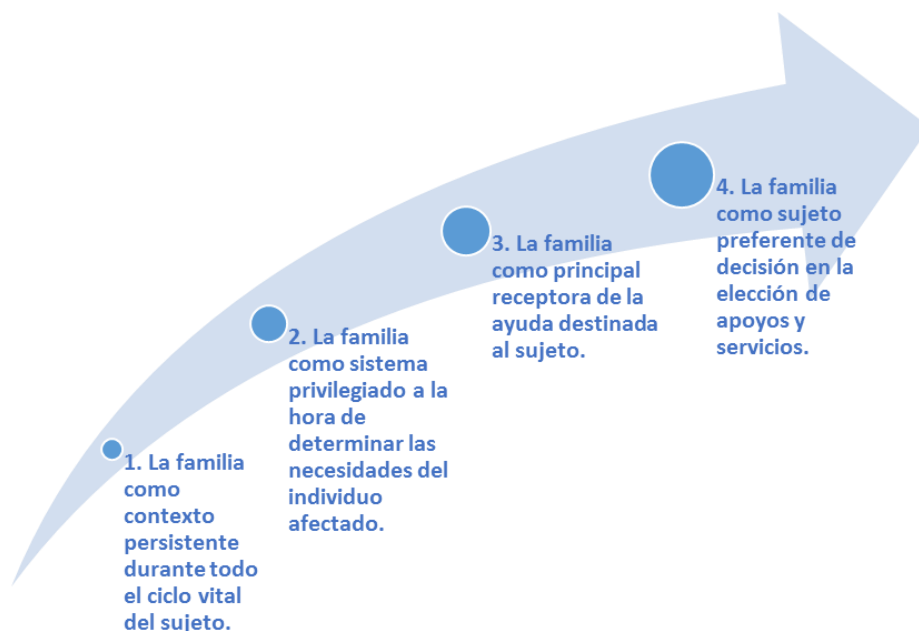 1. La familia
como
contexto
persistente
durante todo
el ciclo vital
del sujeto.
2. La familia
como sistema
privilegiado a la
hora de
determinar las
necesidades del
individuo
afectado.
3. La familia
como principal
receptora de la
ayuda destinada
al sujeto.
4. La familia
como sujeto
preferente de
decisión en la
elección de
apoyos y
servicios.